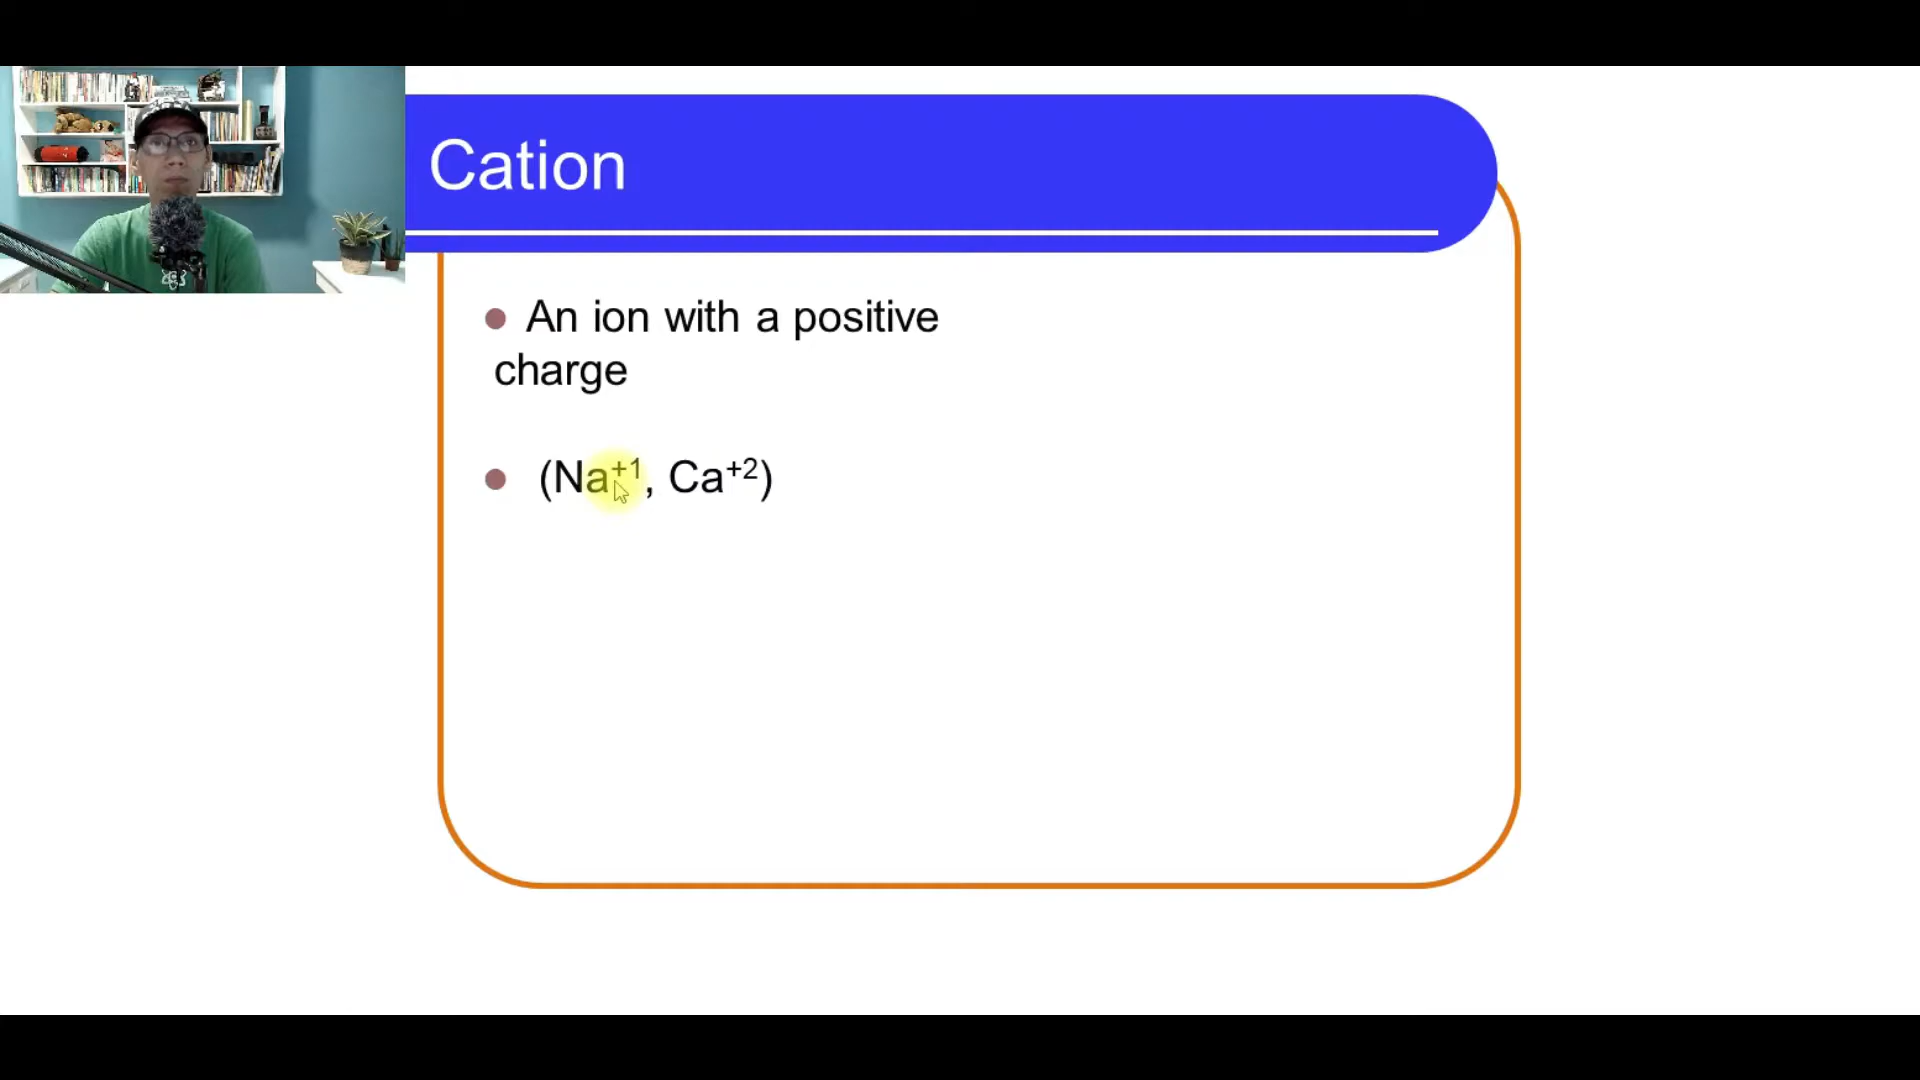 Cation
● An ion with a positive
charge
● (Na⁺¹, Ca⁺²)